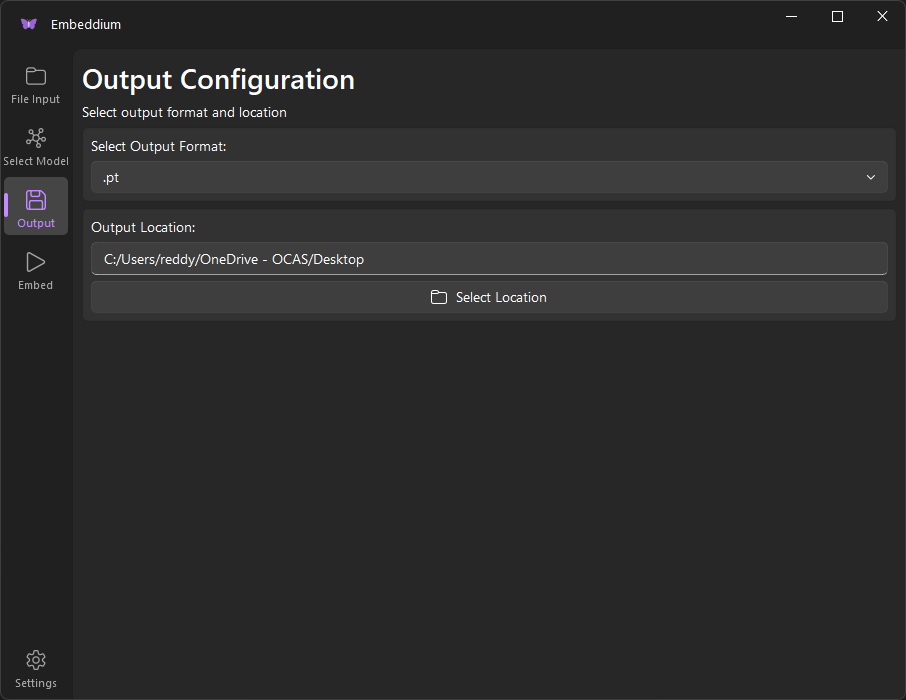 Embeddium
File Input
Select Model
Output
Embed
Settings
Output Configuration
Select output format and location
Select Output Format:
.pt
Output Location:
C:/Users/reddy/OneDrive - OCAS/Desktop
Select Location